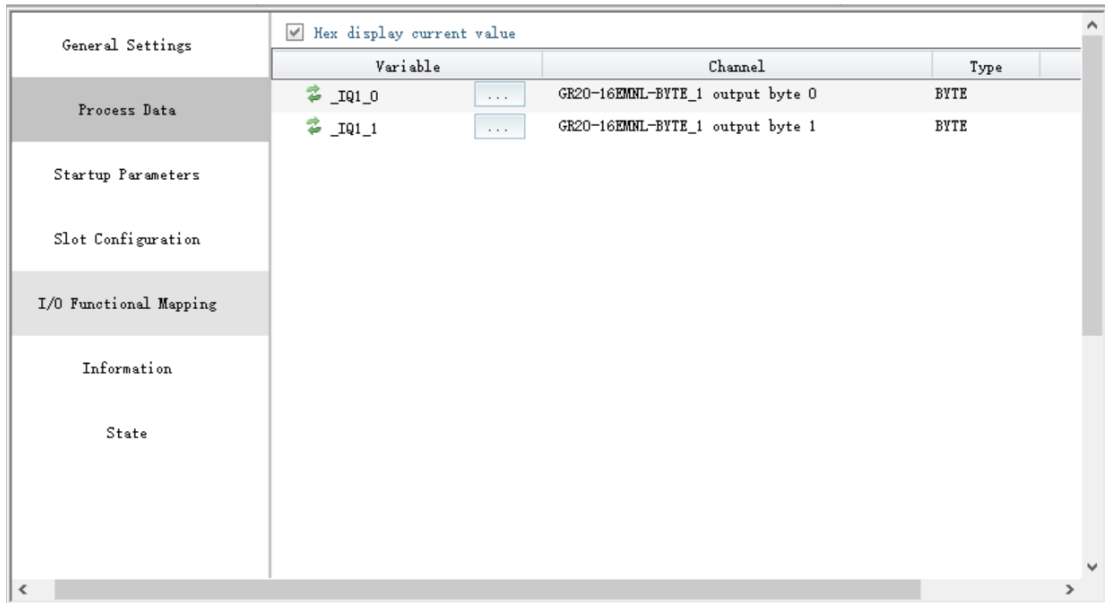 General Settings
Process Data
Startup Parameters
Slot Configuration
I/O Functional Mapping
Information
State
Hex display current value
Variable Channel Type
_IQ1_0 ... GR20-16EMNL-BYTE_1 output byte 0 BYTE
_IQ1_1 ... GR20-16EMNL-BYTE_1 output byte 1 BYTE